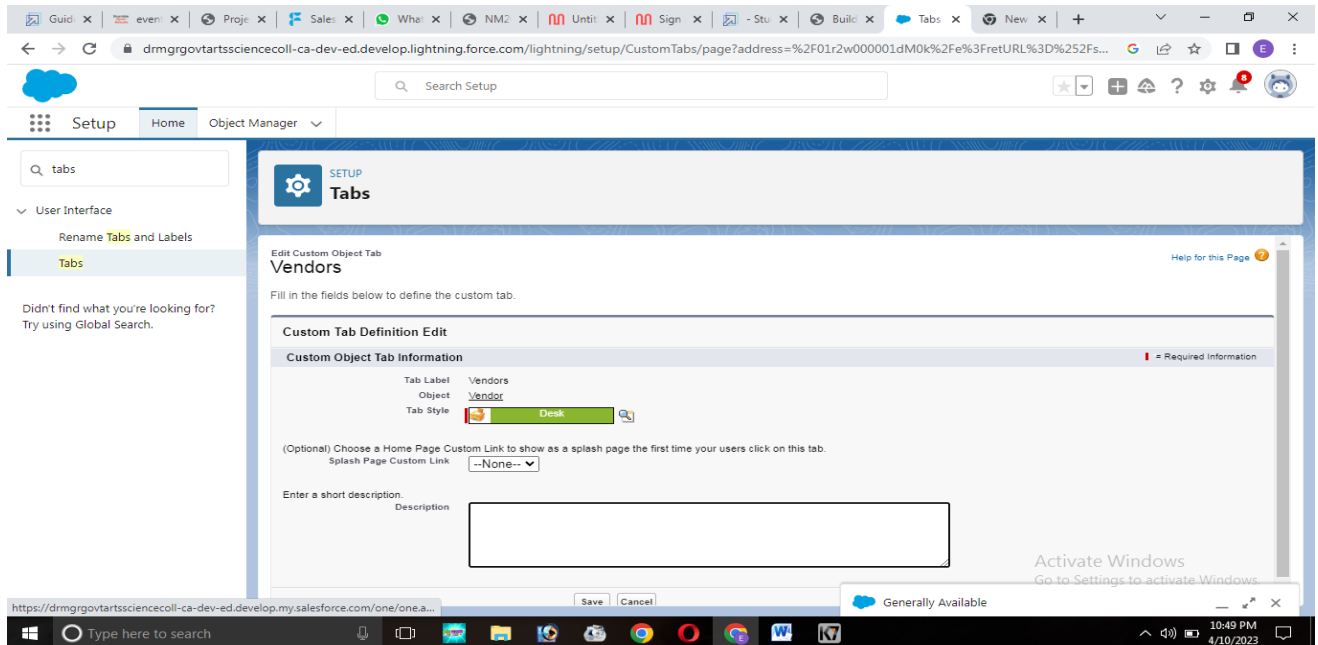 Guid event Proje Sales What NM2 Untit Sign - Stu Build Tabs New
drmgrgovtartssciencecoll-ca-dev-ed.develop.lightning.force.com/lightning/setup/CustomTabs/page?address=%2F01r2w000001dM0k%2Fe%3FretURL%3D%252Fs... G E
Search Setup 8
Setup Home Object Manager
tabs
SETUP
Tabs
User Interface
Rename Tabs and Labels
Tabs
Didn't find what you're looking for?
Try using Global Search.
Edit Custom Object Tab
Vendors
Help for this Page ?
Fill in the fields below to define the custom tab.
Custom Tab Definition Edit
Custom Object Tab Information = Required Information
Tab Label Vendors
Object Vendor
Tab Style Desk
(Optional) Choose a Home Page Custom Link to show as a splash page the first time your users click on this tab.
Splash Page Custom Link --None--
Enter a short description.
Description
Activate Windows
Go to Settings to activate Windows.
Save Cancel
Generally Available
https://drmgrgovtartssciencecoll-ca-dev-ed.develop.my.salesforce.com/one/one.a...
Type here to search
10:49 PM
4/10/2023